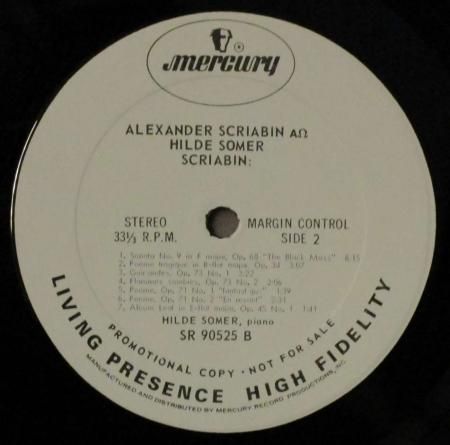 mercury
ALEXANDER SCRIABIN AΩ
HILDE SOMER
SCRIABIN:
STEREO
33⅓ R.P.M.
MARGIN CONTROL
SIDE 2
1. Sonata No. 9 in F major, Op. 68 "The Black Mass" 8:15
2. Poeme tragique in B-flat major, Op. 34 3:07
3. Guirlandes, Op. 73 No. 1 3:22
4. Flammes sombres, Op. 73 No. 2 2:06
5. Poeme, Op. 71 No. 1 1:39
6. Poeme, Op. 71 No. 2 "En revant" 2:31
7. Album Leaf in E-flat major, Op. 45 No. 1 1:41
HILDE SOMER, piano
SR 90525 B
PROMOTIONAL COPY · NOT FOR SALE
LIVING PRESENCE HIGH FIDELITY
MANUFACTURED AND DISTRIBUTED BY MERCURY RECORD PRODUCTIONS, INC.